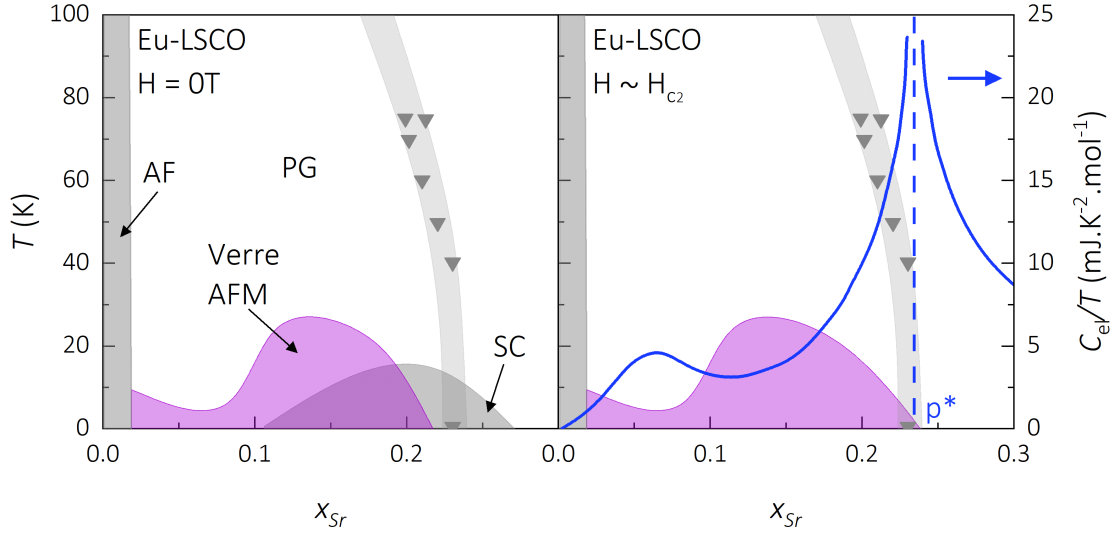 100
80
60
40
20
0
T (K)
Eu-LSCO
H = 0T
AF
PG
Verre
AFM
SC
0.0
0.1
0.2
x_Sr
Eu-LSCO
H ~ H_c2
p*
0.0
0.1
0.2
0.3
x_Sr
25
20
15
10
5
0
C_el/T (mJ.K⁻².mol⁻¹)